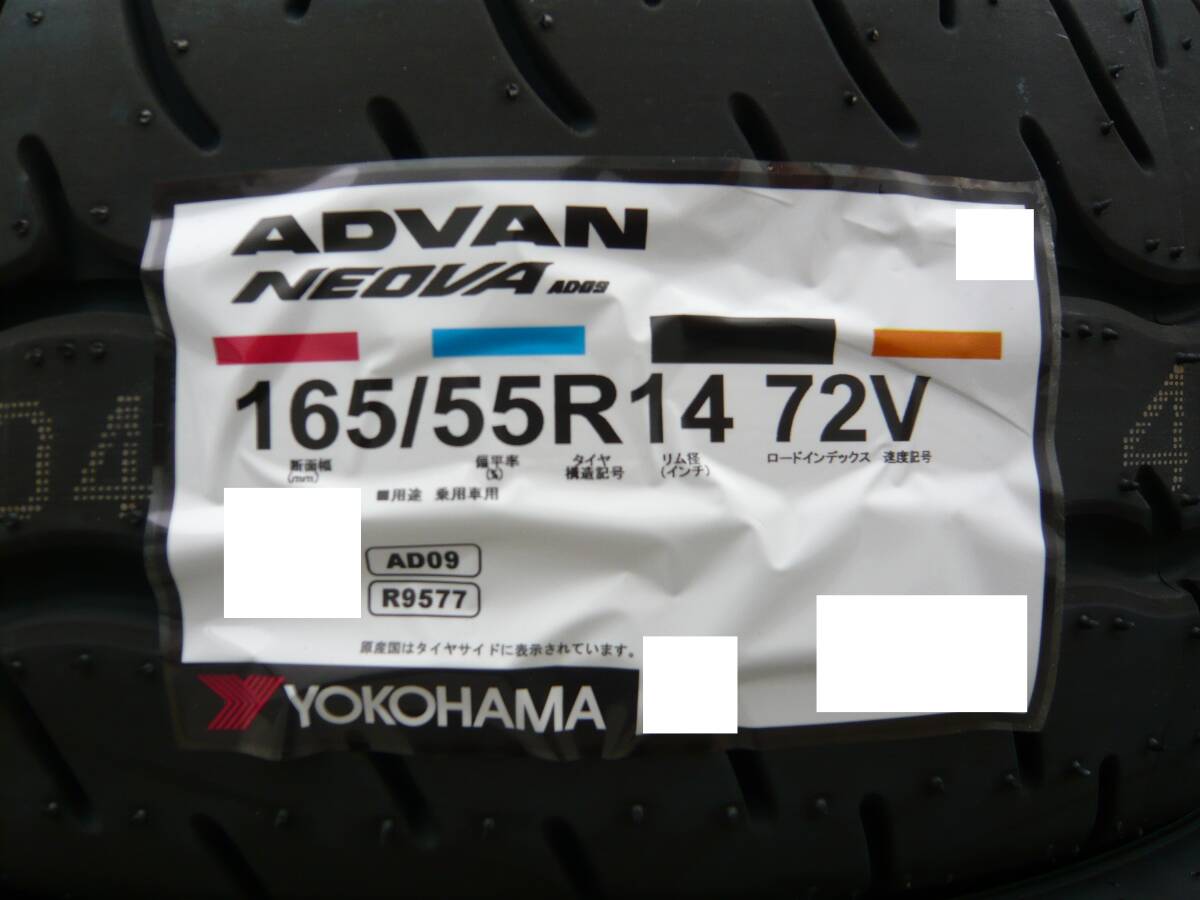 ADVAN
NEOVA AD09
165/55R14 72V
断面幅 (mm) 偏平率 (%) タイヤ構造記号 リム径 (インチ) ロードインデックス 速度記号
■用途 乗用車用
AD09
R9577
原産国はタイヤサイドに表示されています。
YOKOHAMA
04
4